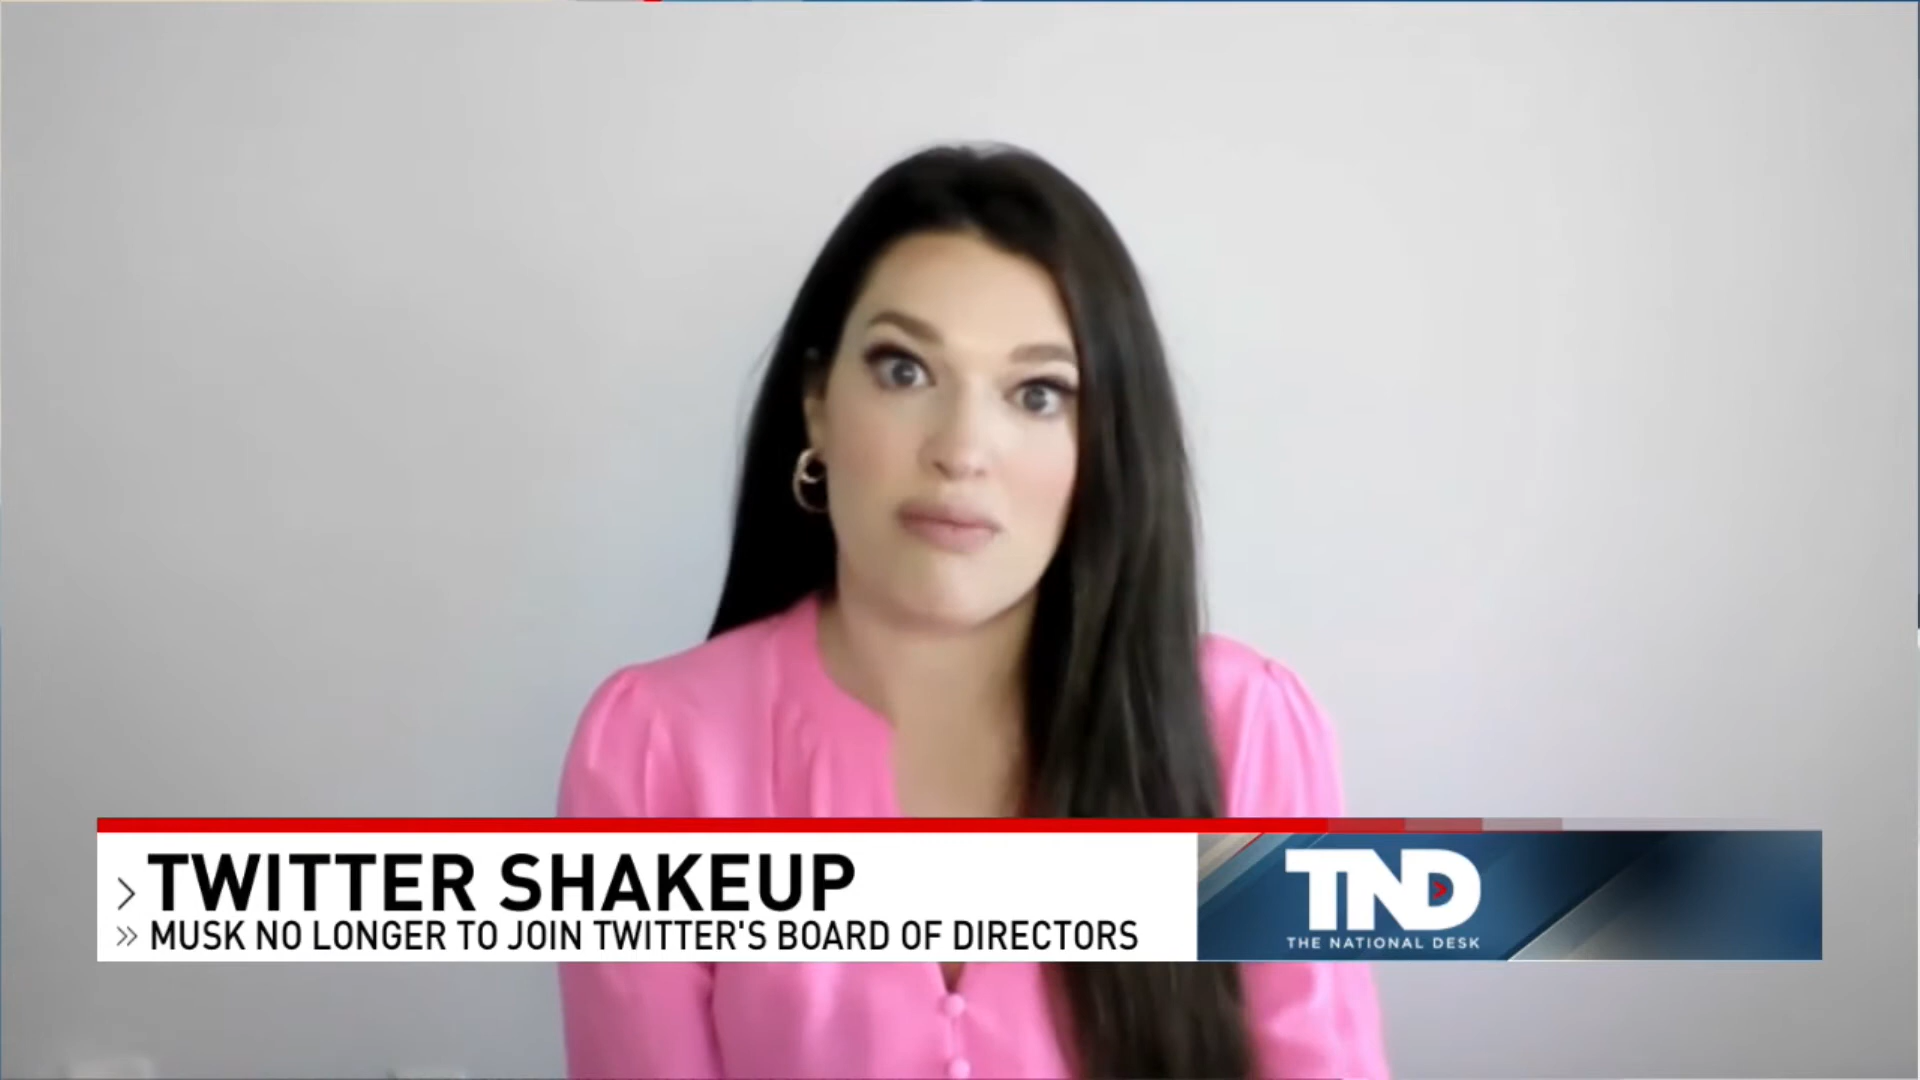 TWITTER SHAKEUP
MUSK NO LONGER TO JOIN TWITTER'S BOARD OF DIRECTORS
TND
THE NATIONAL DESK